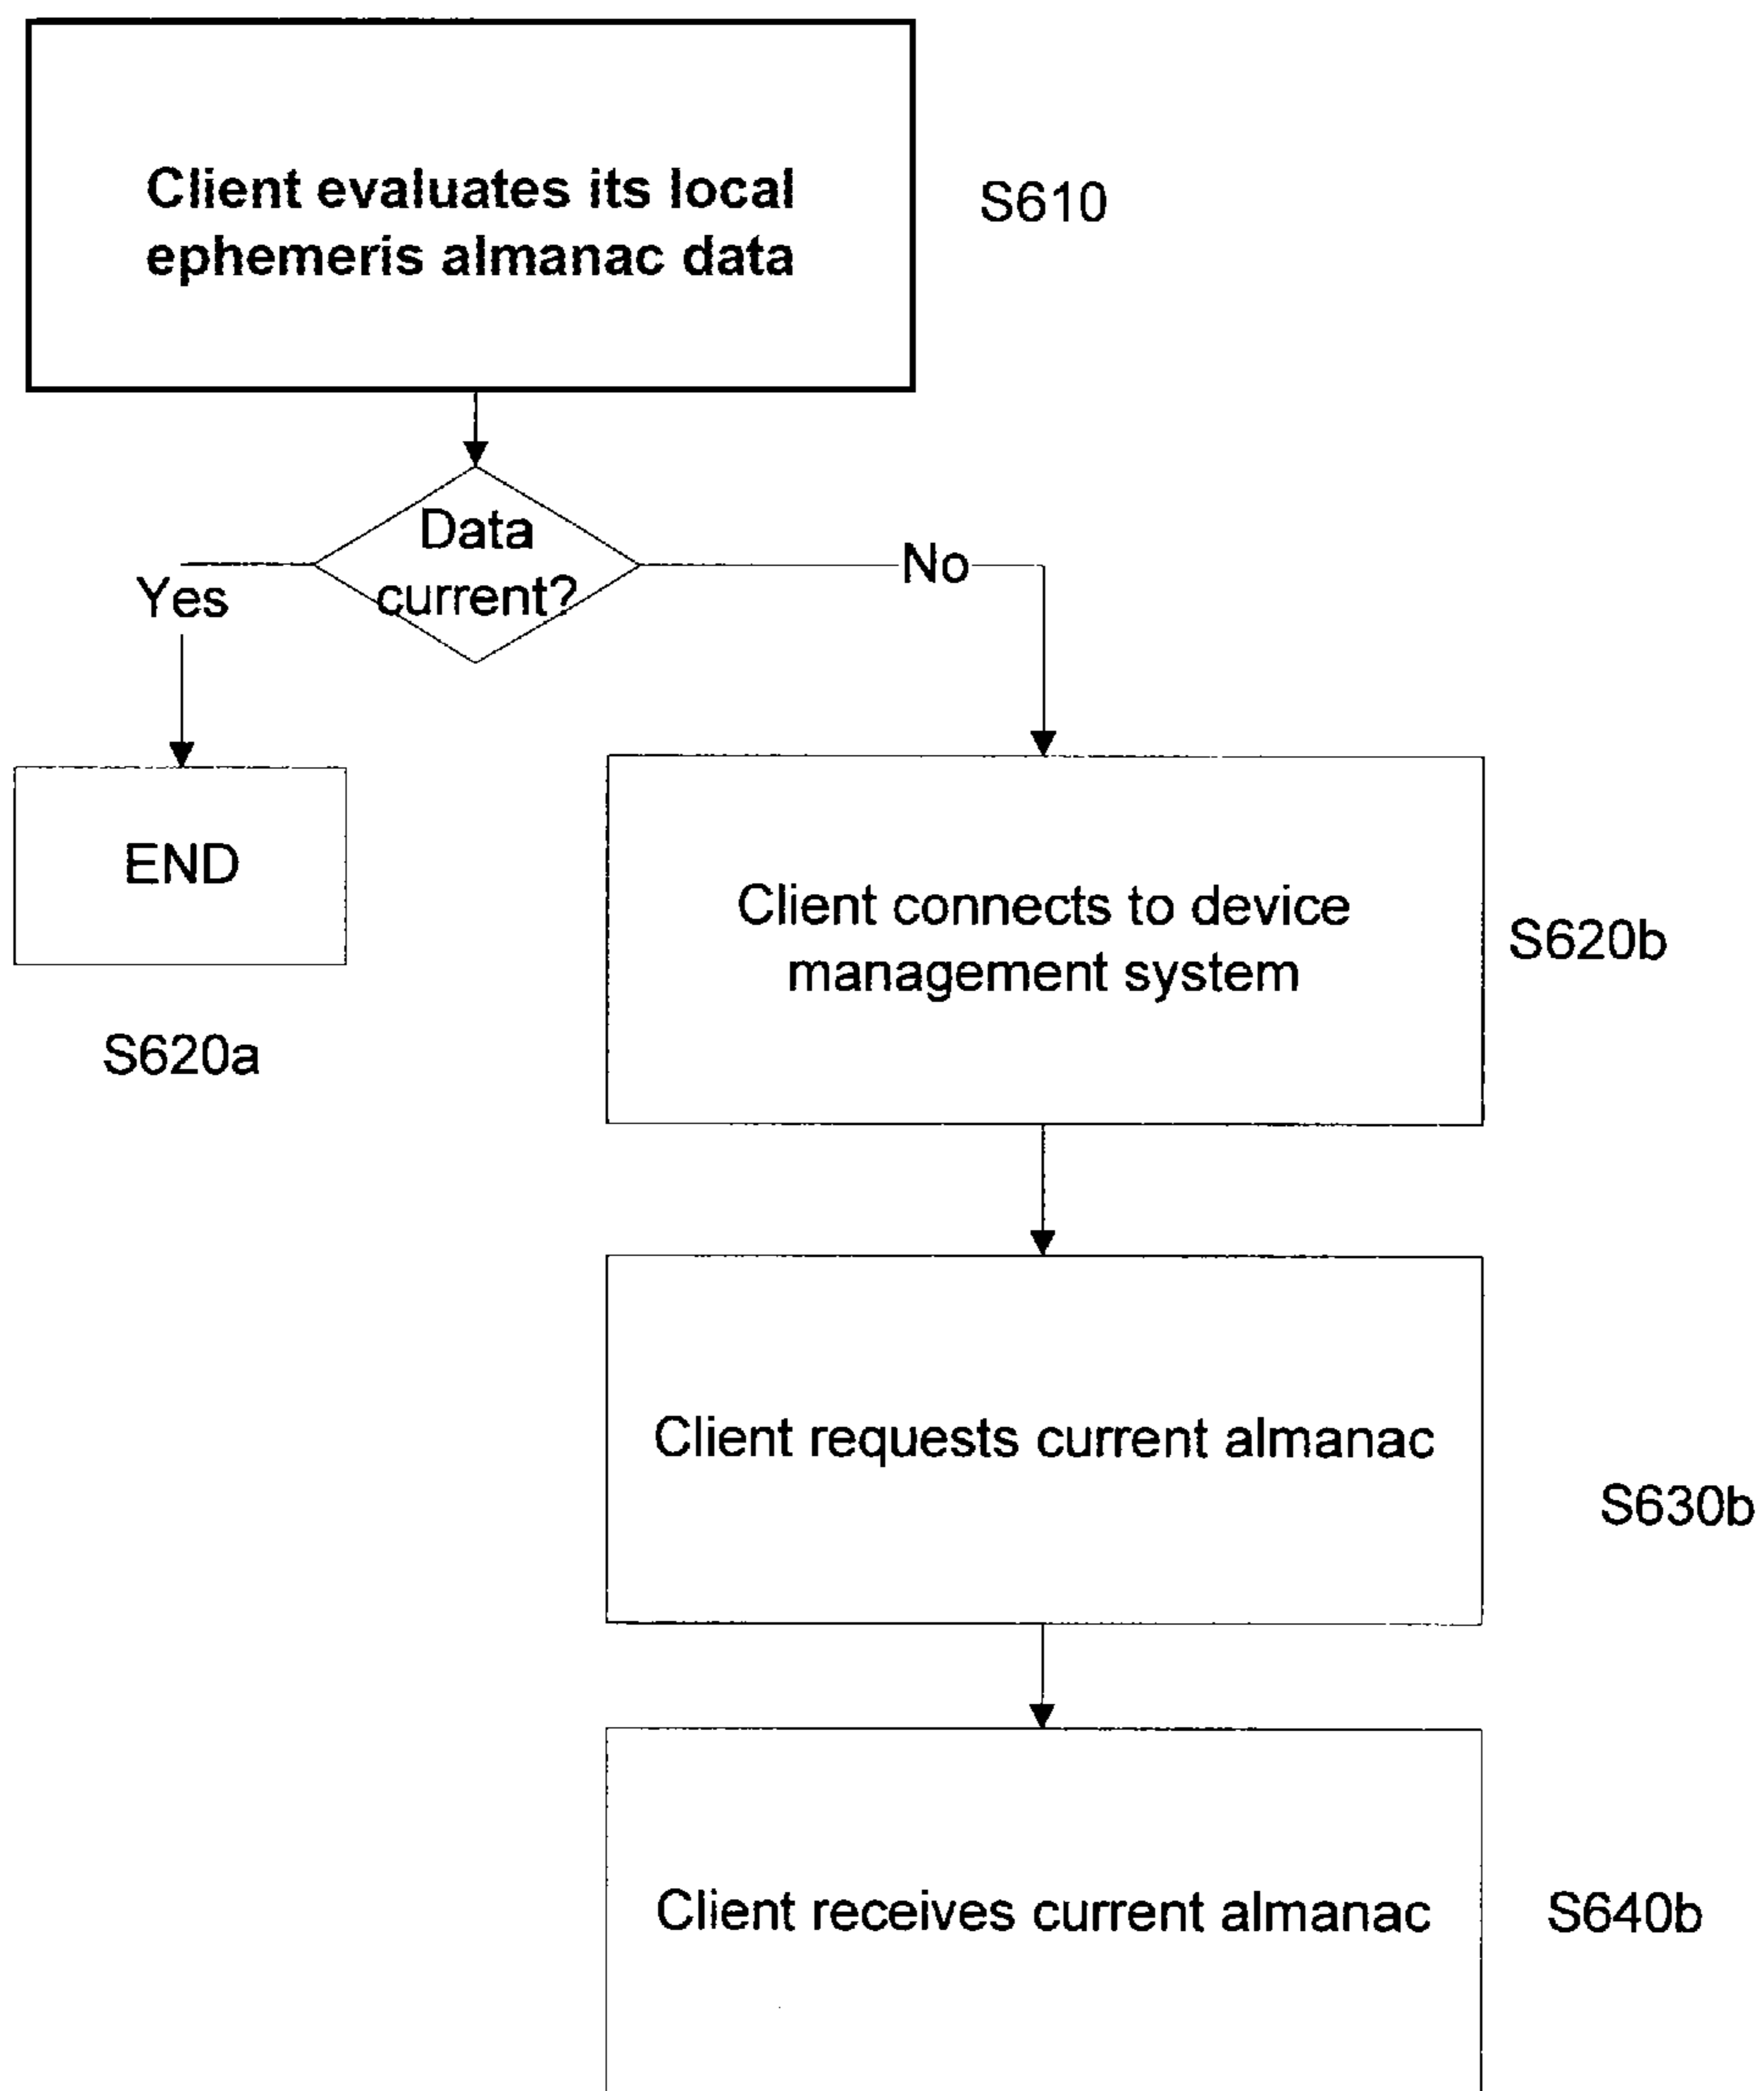 Client evaluates its local
ephemeris almanac data
S610
Data
current?
Yes
No
END
S620a
Client connects to device
management system
S620b
Client requests current almanac
S630b
Client receives current almanac
S640b